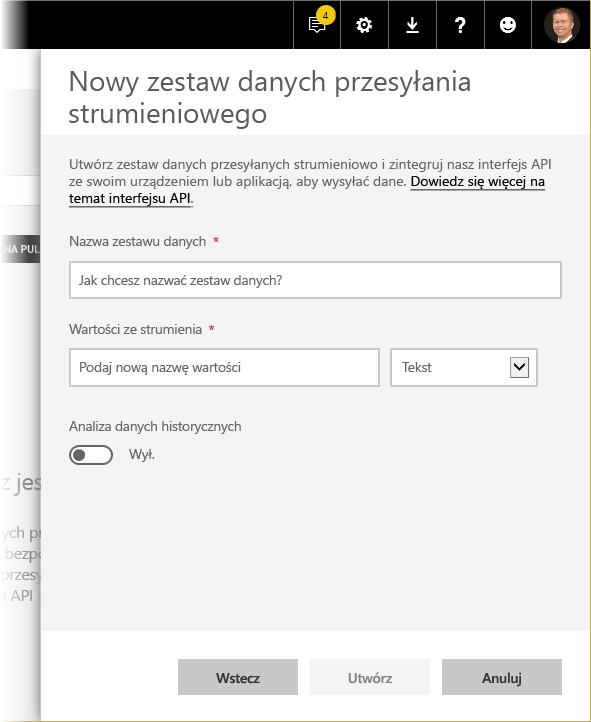 4
Nowy zestaw danych przesyłania
strumieniowego
Utwórz zestaw danych przesyłanych strumieniowo i zintegruj nasz interfejs API
ze swoim urządzeniem lub aplikacją, aby wysyłać dane. Dowiedz się więcej na
temat interfejsu API.
NA PUL
Nazwa zestawu danych *
Jak chcesz nazwać zestaw danych?
Wartości ze strumienia *
Podaj nową nazwę wartości Tekst
Analiza danych historycznych
Wył.
z jes
ych pr
bezpo
przesy
API
Wstecz Utwórz Anuluj